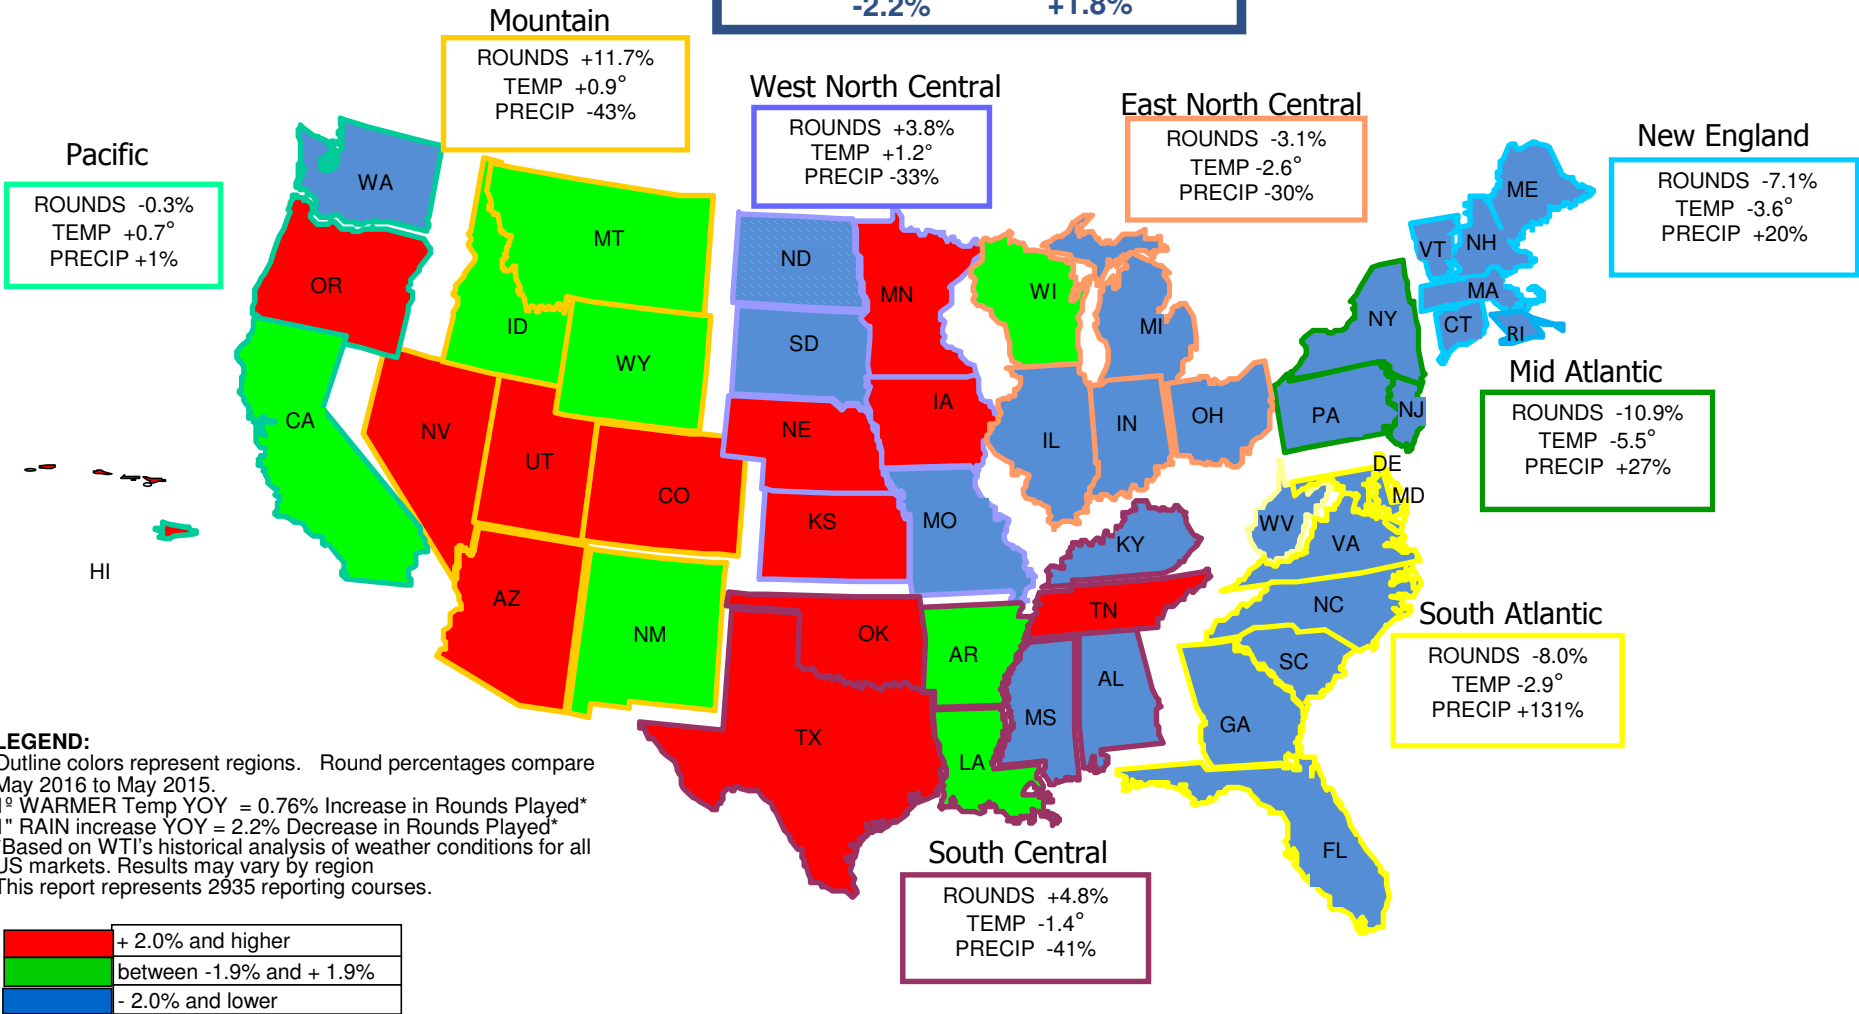 -2.2% +1.8%
Mountain
ROUNDS +11.7%
TEMP +0.9°
PRECIP -43%
West North Central
ROUNDS +3.8%
TEMP +1.2°
PRECIP -33%
East North Central
ROUNDS -3.1%
TEMP -2.6°
PRECIP -30%
New England
ROUNDS -7.1%
TEMP -3.6°
PRECIP +20%
Pacific
ROUNDS -0.3%
TEMP +0.7°
PRECIP +1%
Mid Atlantic
ROUNDS -10.9%
TEMP -5.5°
PRECIP +27%
South Atlantic
ROUNDS -8.0%
TEMP -2.9°
PRECIP +131%
South Central
ROUNDS +4.8%
TEMP -1.4°
PRECIP -41%
WA
OR
CA
HI
MT
ID
WY
NV
UT
CO
AZ
NM
ND
SD
NE
KS
MN
IA
MO
WI
MI
IL
IN
OH
KY
TN
OK
TX
AR
LA
MS
AL
ME
VT
NH
MA
CT
RI
NY
PA
NJ
DE
MD
WV
VA
NC
SC
GA
FL
LEGEND:
Outline colors represent regions. Round percentages compare
May 2016 to May 2015.
1º WARMER Temp YOY = 0.76% Increase in Rounds Played*
1" RAIN increase YOY = 2.2% Decrease in Rounds Played*
*Based on WTI's historical analysis of weather conditions for all
US markets. Results may vary by region
This report represents 2935 reporting courses.
+ 2.0% and higher
between -1.9% and + 1.9%
- 2.0% and lower